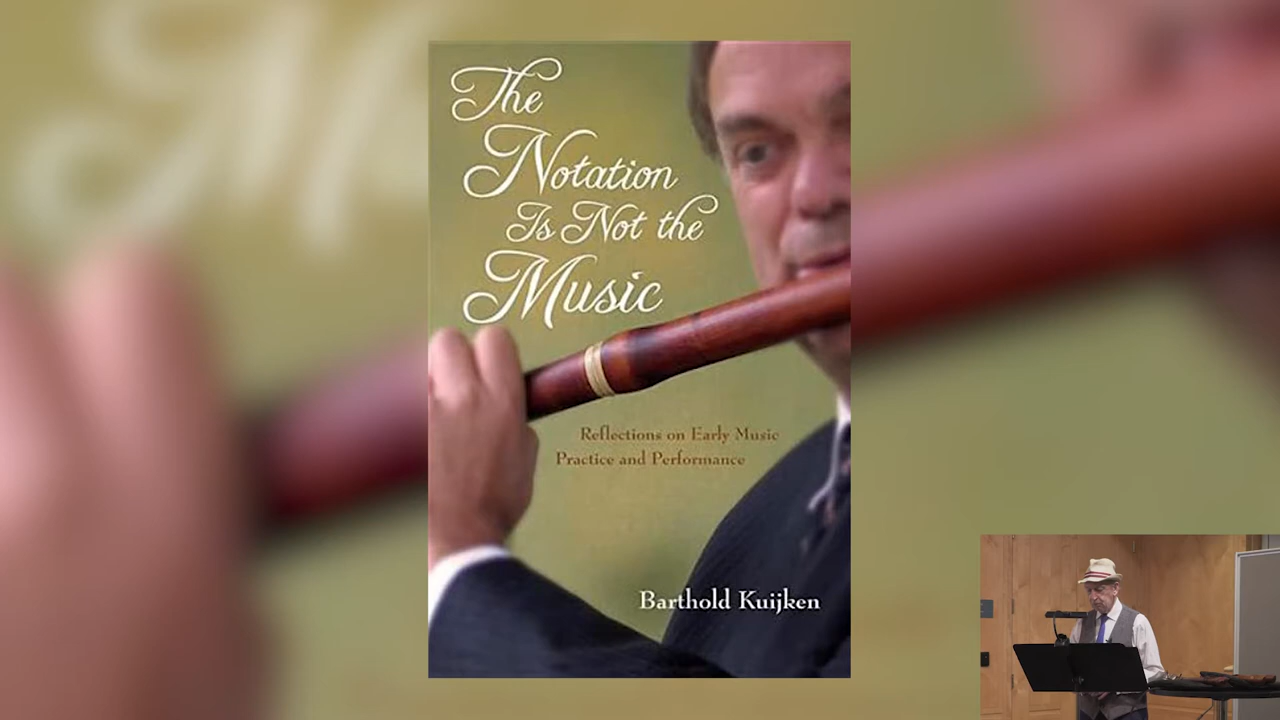 The
Notation
Is Not the
Music
Reflections on Early Music
Practice and Performance
Barthold Kuijken